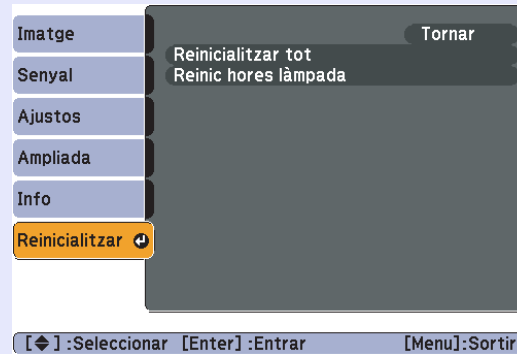 Imatge
Senyal
Ajustos
Ampliada
Info
Reinicialitzar
Tornar
Reinicialitzar tot
Reinic hores làmpada
[ ] :Seleccionar [Enter] :Entrar [Menu]:Sortir